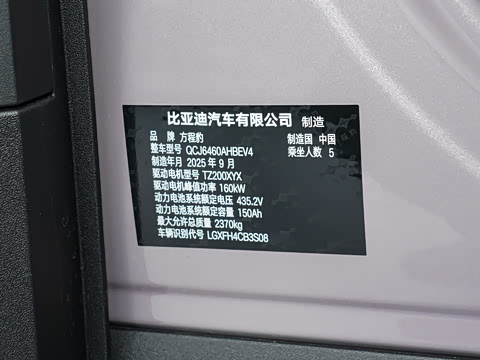 比亚迪汽车有限公司 制造
品 牌 方程豹 制造国 中国
整车型号 QCJ6460AHBEV4 乘坐人数 5
制造年月 2025 年 9 月
驱动电机型号 TZ200XYX
驱动电机峰值功率 160kW
动力电池系统额定电压 435.2V
动力电池系统额定容量 150Ah
最大允许总质量 2370kg
车辆识别代号 LGXFH4CB3S08